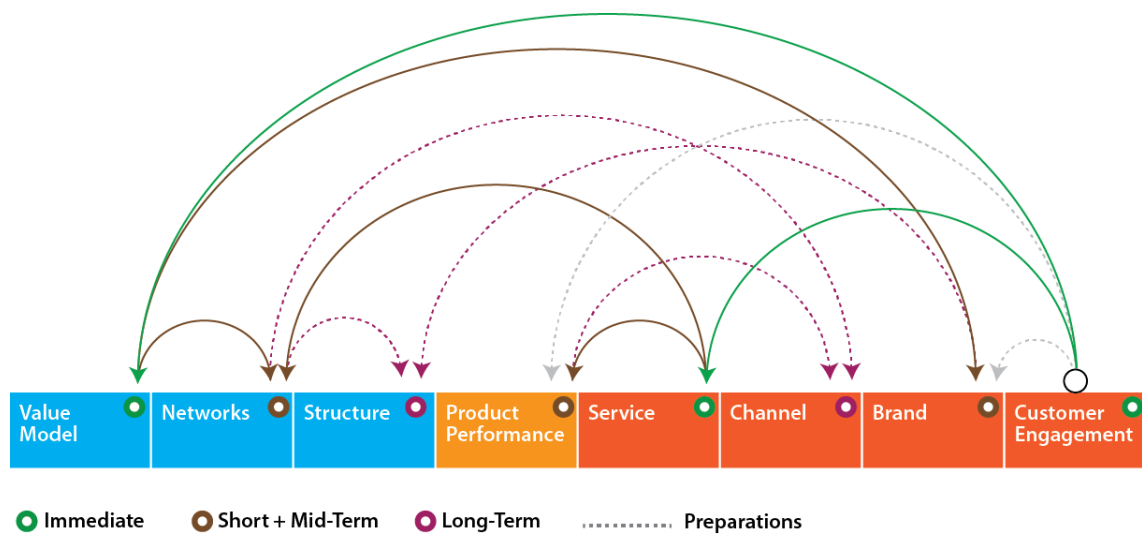 Value
Model
Networks
Structure
Product
Performance
Service
Channel
Brand
Customer
Engagement
Immediate
Short + Mid-Term
Long-Term
Preparations